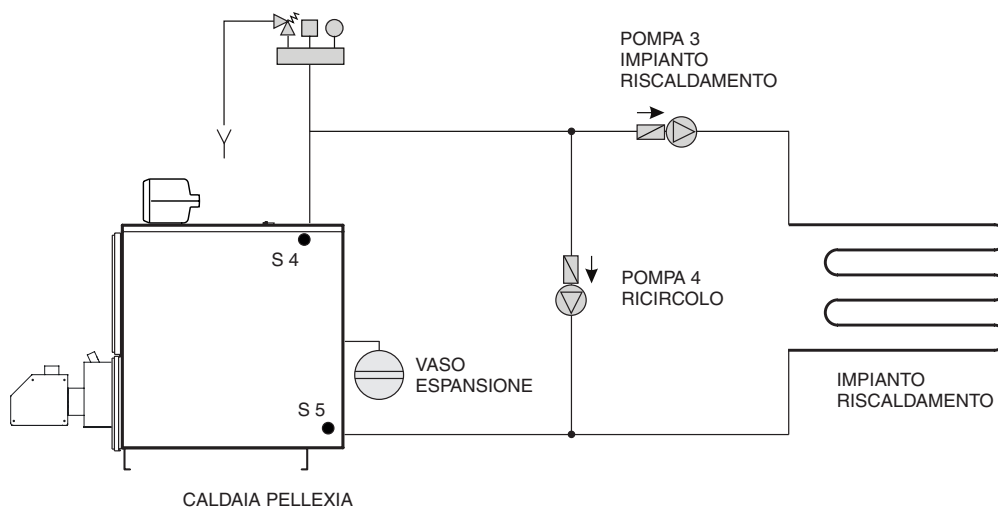 POMPA 3
IMPIANTO
RISCALDAMENTO
S 4
POMPA 4
RICIRCOLO
VASO
ESPANSIONE
S 5
IMPIANTO
RISCALDAMENTO
CALDAIA PELLEXIA